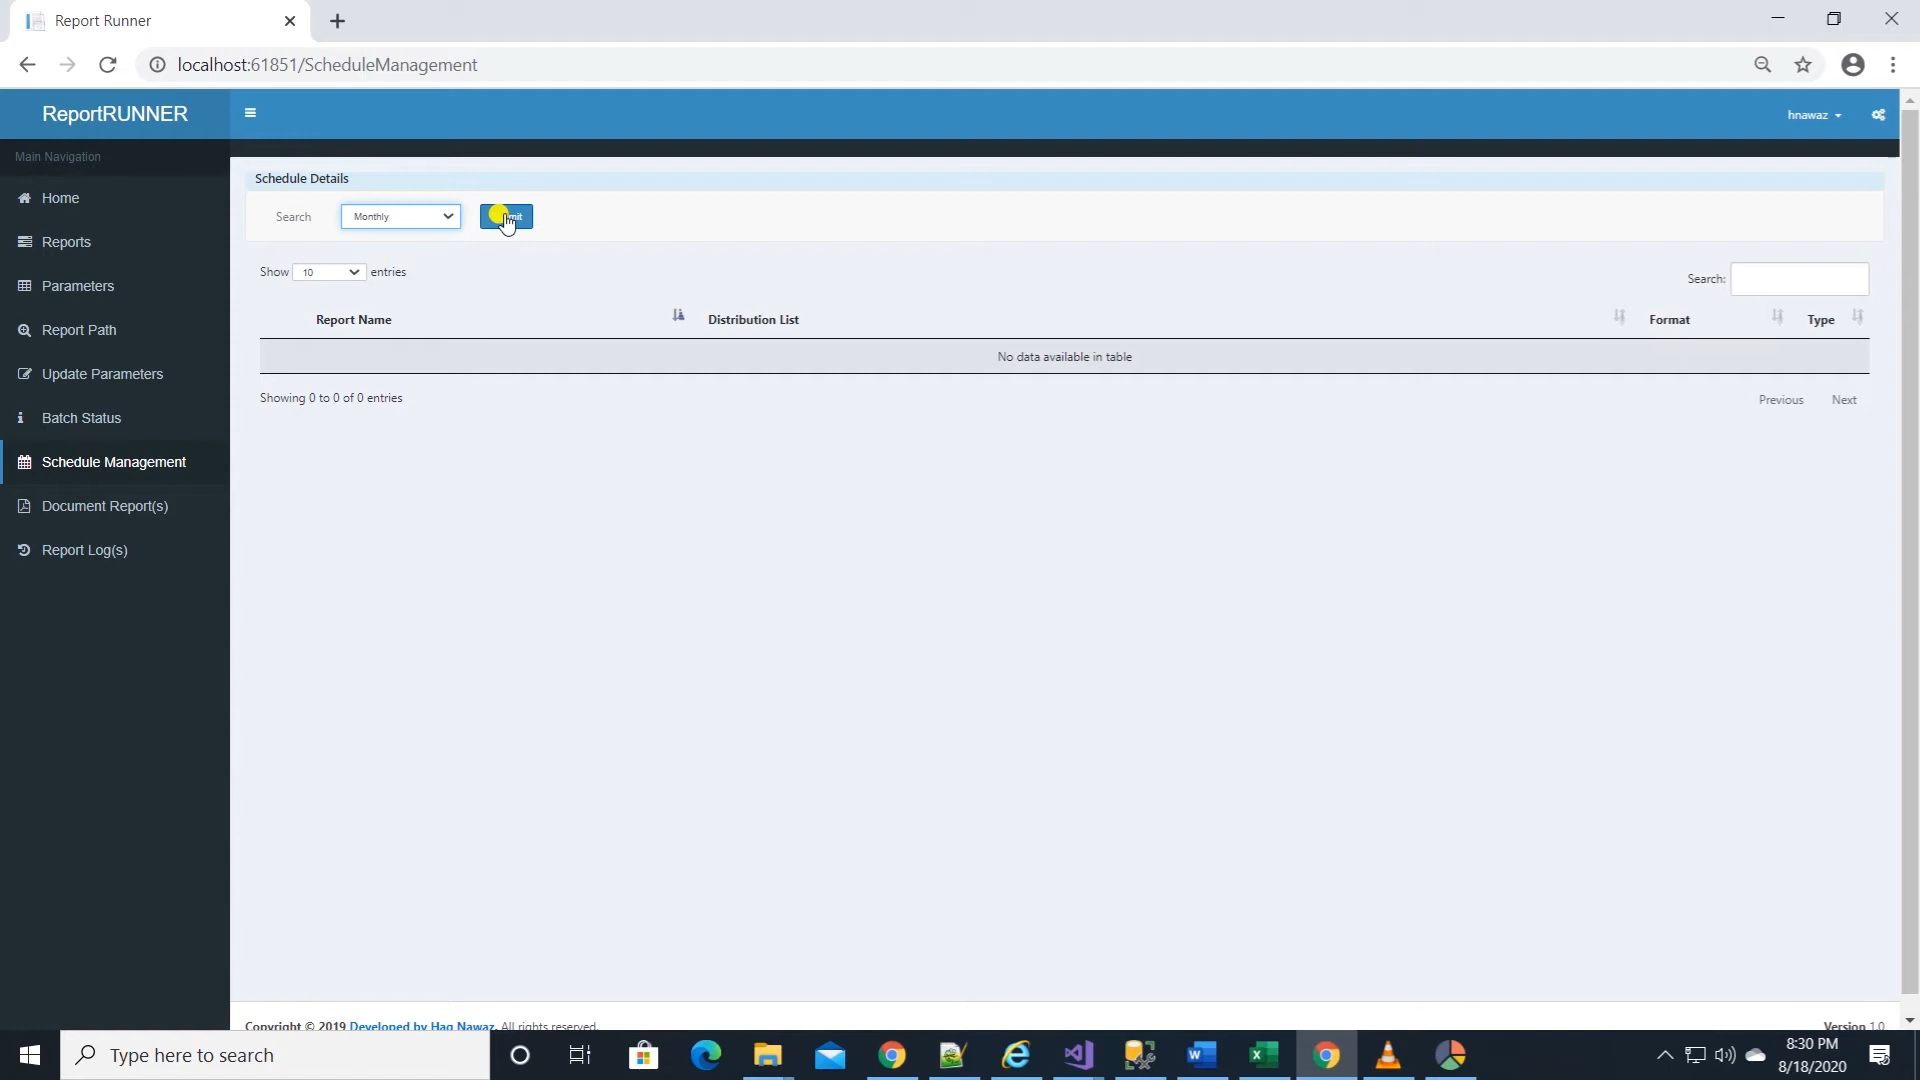 Report Runner
localhost:61851/ScheduleManagement
ReportRUNNER
hnawaz
Main Navigation
Home
Reports
Parameters
Report Path
Update Parameters
Batch Status
Schedule Management
Document Report(s)
Report Log(s)
Schedule Details
Search Monthly
Show 10 entries
Search:
Report Name Distribution List Format Type
No data available in table
Showing 0 to 0 of 0 entries
Previous Next
Copyright © 2019 Developed by Haq Nawaz. All rights reserved.
Version 1.0
Type here to search
8:30 PM
8/18/2020